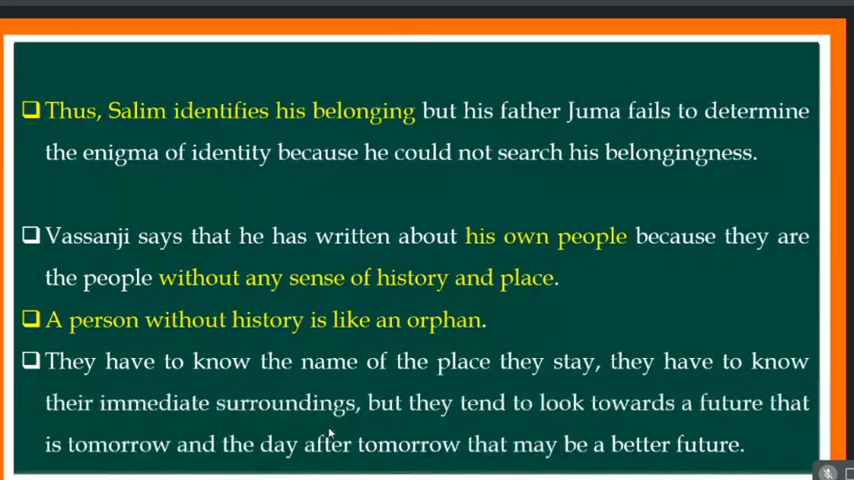 Thus, Salim identifies his belonging but his father Juma fails to determine
the enigma of identity because he could not search his belongingness.
Vassanji says that he has written about his own people because they are
the people without any sense of history and place.
A person without history is like an orphan.
They have to know the name of the place they stay, they have to know
their immediate surroundings, but they tend to look towards a future that
is tomorrow and the day after tomorrow that may be a better future.